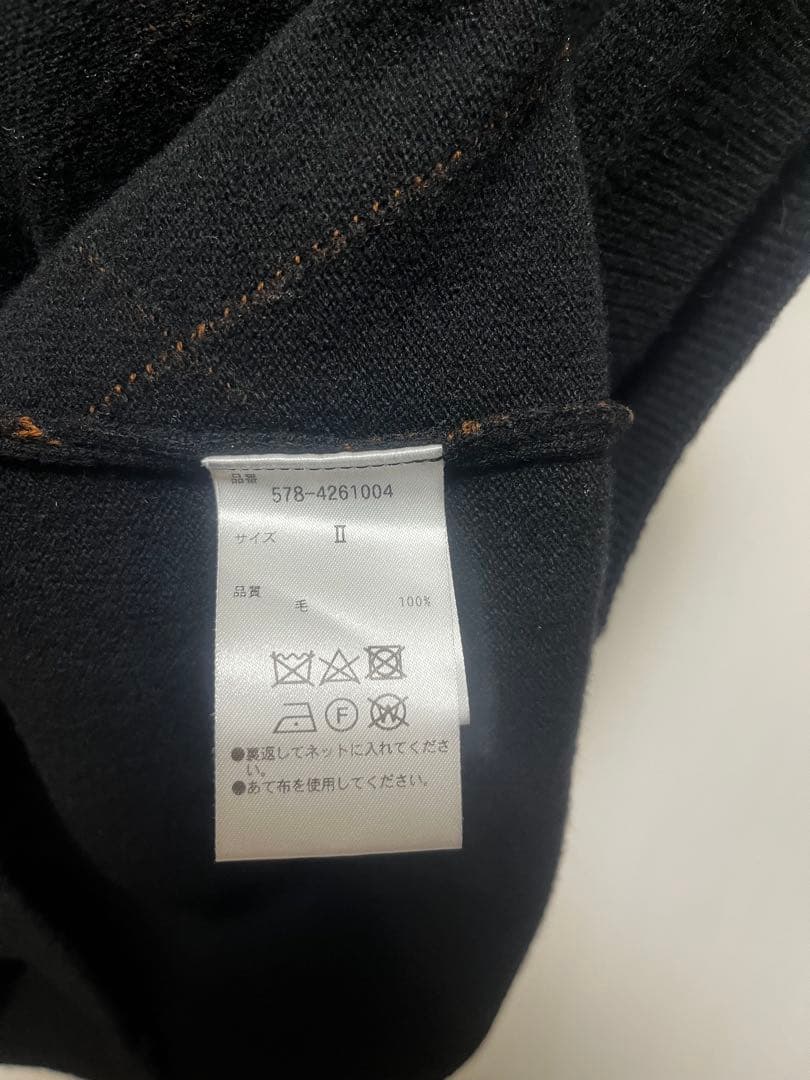 品番
578-4261004
サイズ Ⅱ
品質
毛 100%
F
W
●裏返してネットに入れてくださ
い。
●あて布を使用してください。